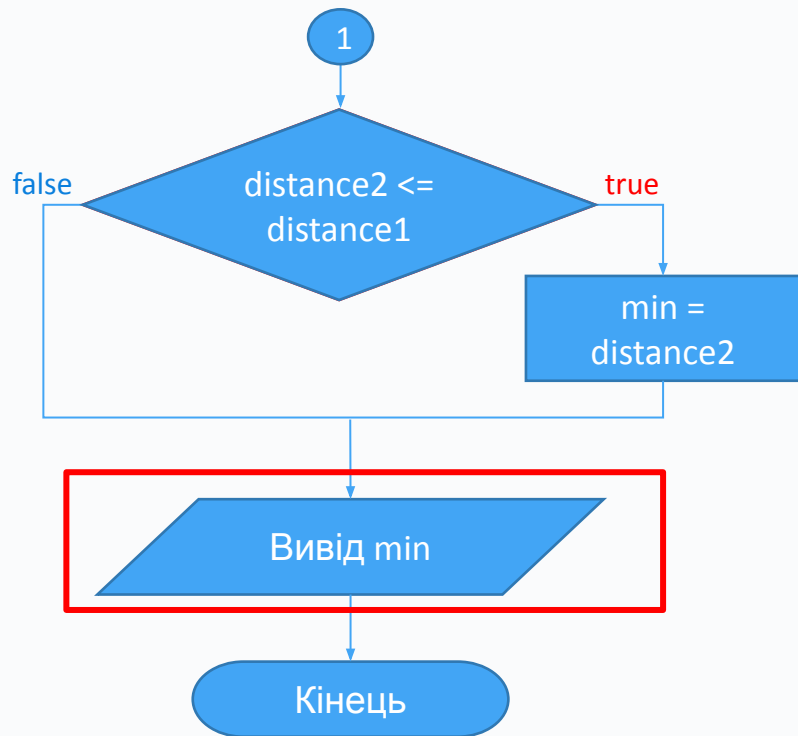 1
false
distance2 <=
distance1
true
min =
distance2
Вивід min
Кінець